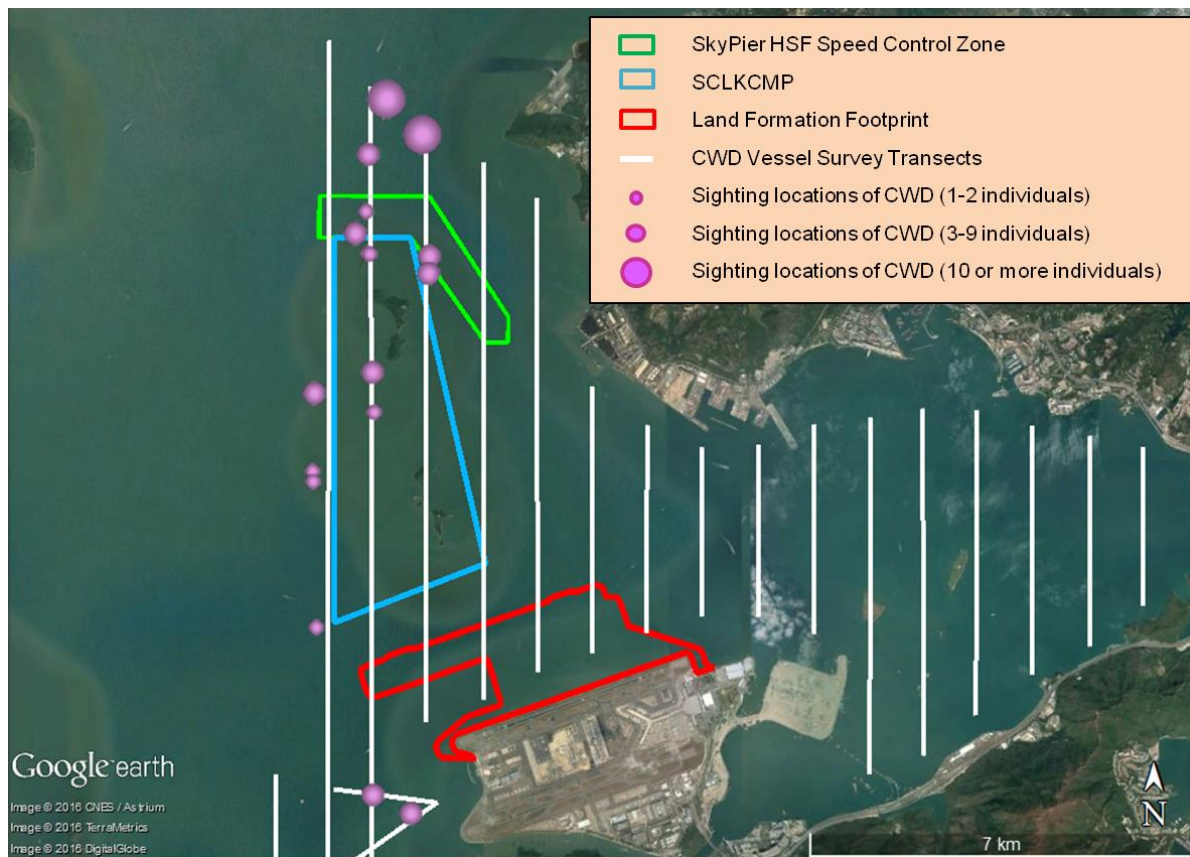 SkyPier HSF Speed Control Zone
SCLKCMP
Land Formation Footprint
CWD Vessel Survey Transects
Sighting locations of CWD (1-2 individuals)
Sighting locations of CWD (3-9 individuals)
Sighting locations of CWD (10 or more individuals)
Google earth
Image © 2016 CNES / Astrium
Image © 2016 TerraMetrics
Image © 2016 DigitalGlobe
N
7 km